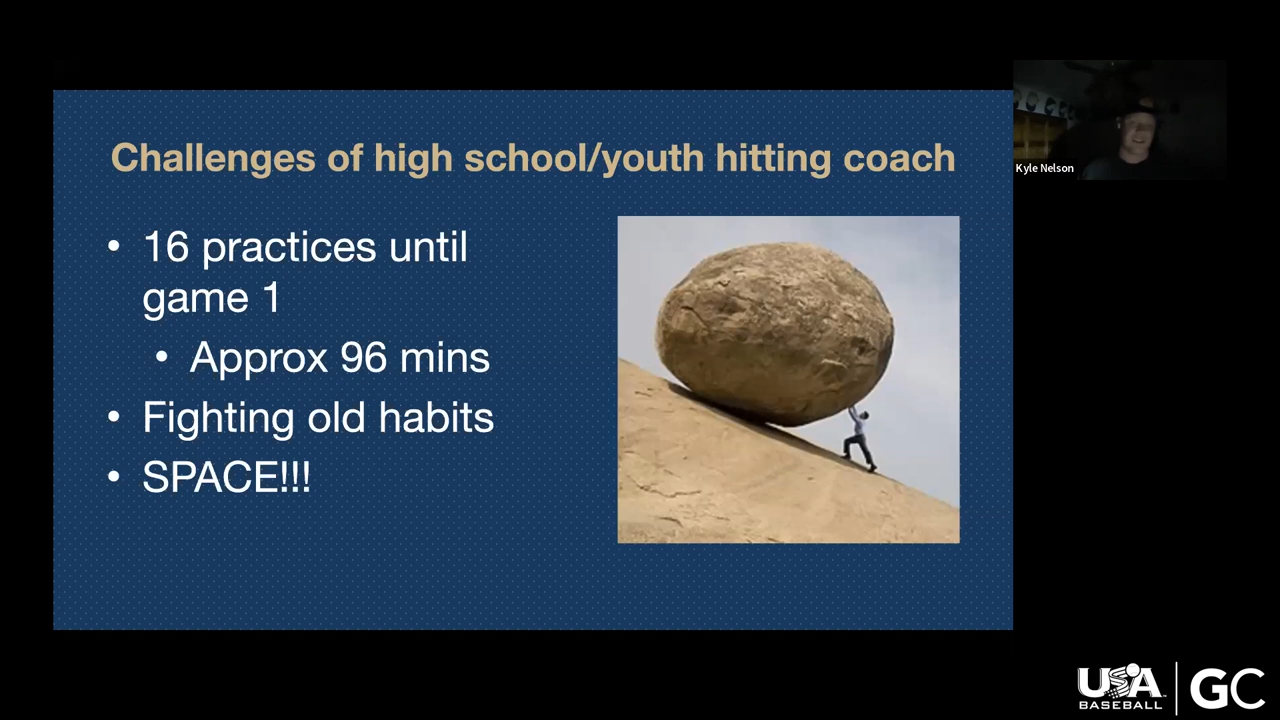 Challenges of high school/youth hitting coach
• 16 practices until
game 1
• Approx 96 mins
• Fighting old habits
• SPACE!!!
Kyle Nelson
USA
BASEBALL
GC